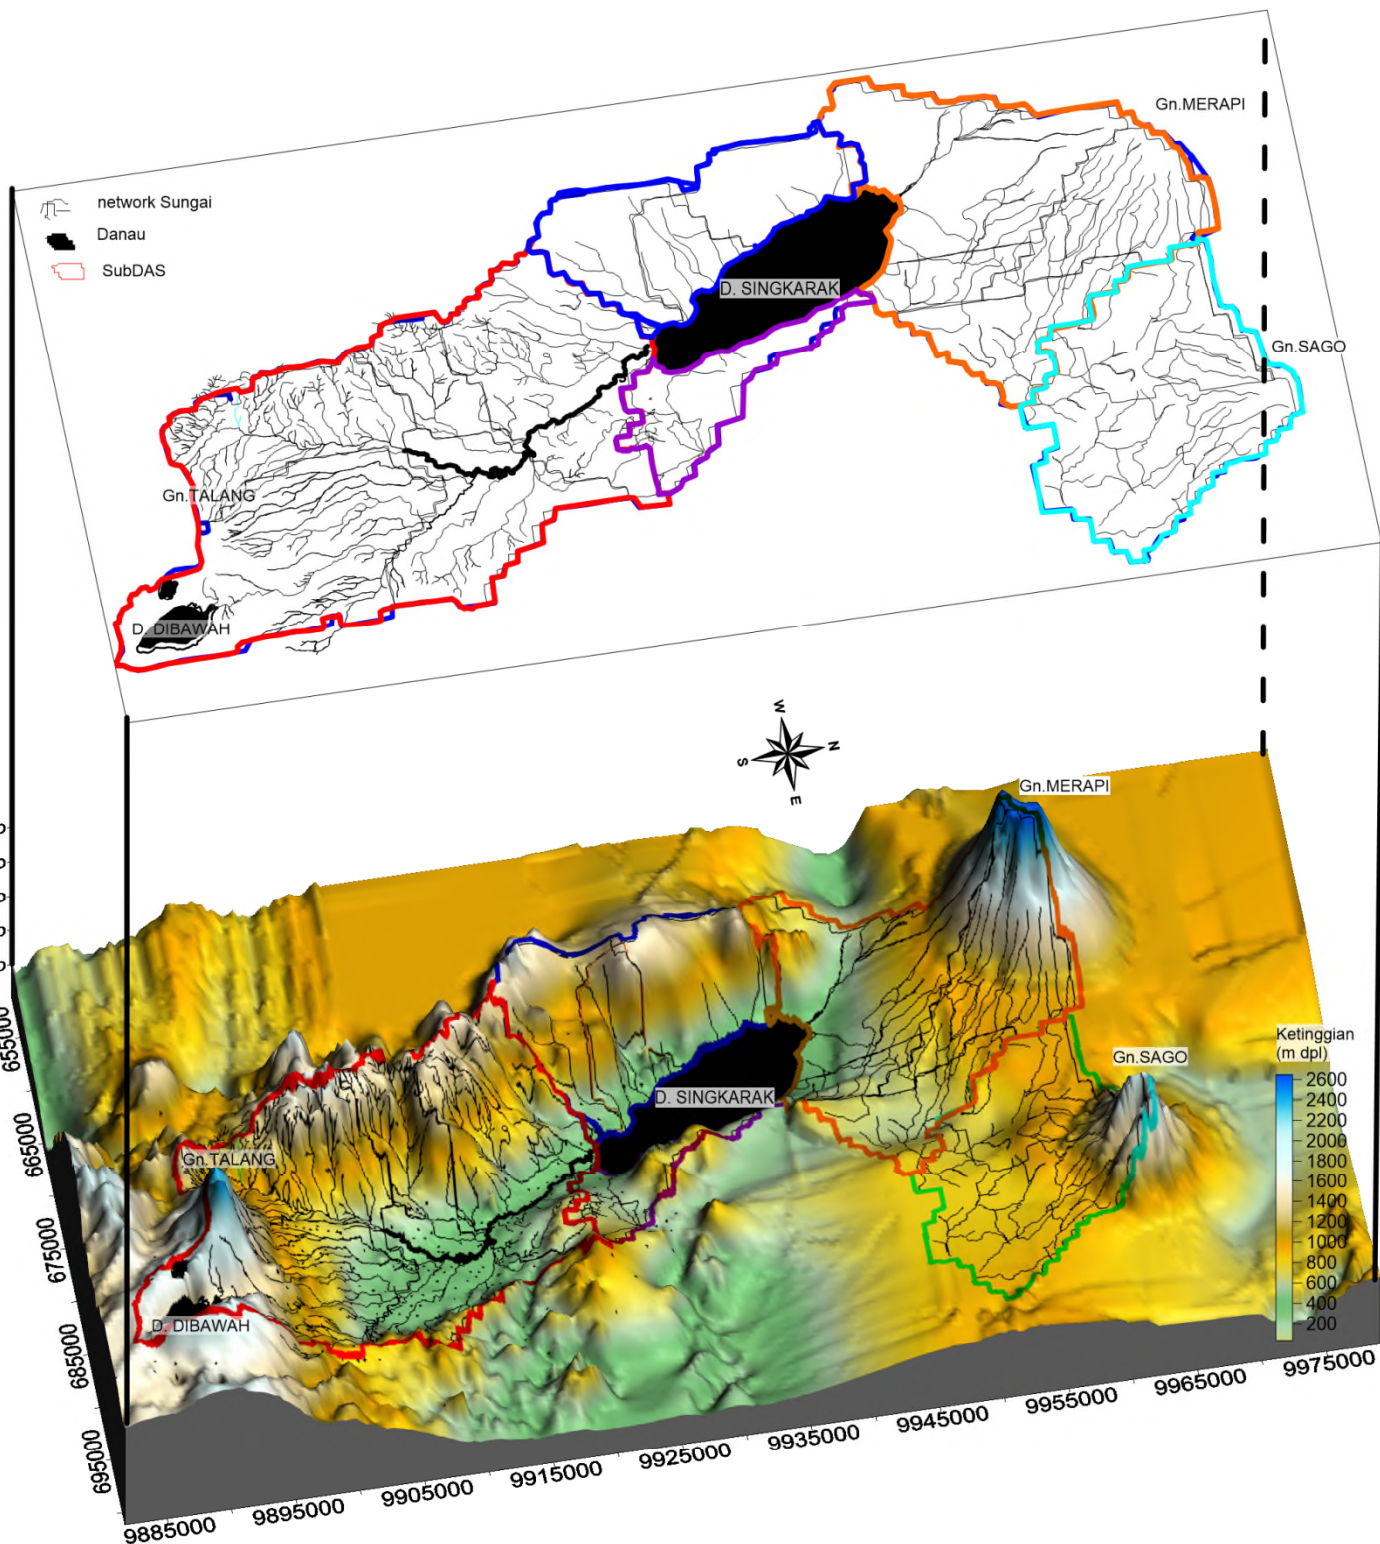 Gn.MERAPI
network Sungai
Danau
SubDAS
D. SINGKARAK
Gn.SAGO
Gn.TALANG
D. DIBAWAH
W
N
S
E
Gn.MERAPI
Ketinggian
(m dpl)
Gn.SAGO
2600
2400
2200
2000
1800
1600
1400
1200
1000
800
600
400
200
D. SINGKARAK
Gn.TALANG
D. DIBAWAH
655000
665000
675000
685000
695000
9885000
9895000
9905000
9915000
9925000
9935000
9945000
9955000
9965000
9975000